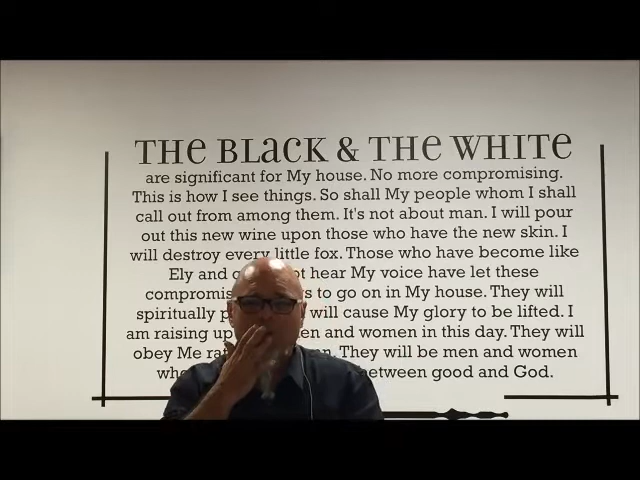 THE BLACK & THE WHITE
are significant for My house. No more compromising.
This is how I see things. So shall My people whom I shall
call out from among them. It's not about man. I will pour
out this new wine upon those who have the new skin. I
will destroy every little fox. Those who have become like
Ely and hear My voice have let these
to go on in My house. They will
spiritually will cause My glory to be lifted. I
am raising up and women in this day. They will
obey Me They will be men and women
between good and God.